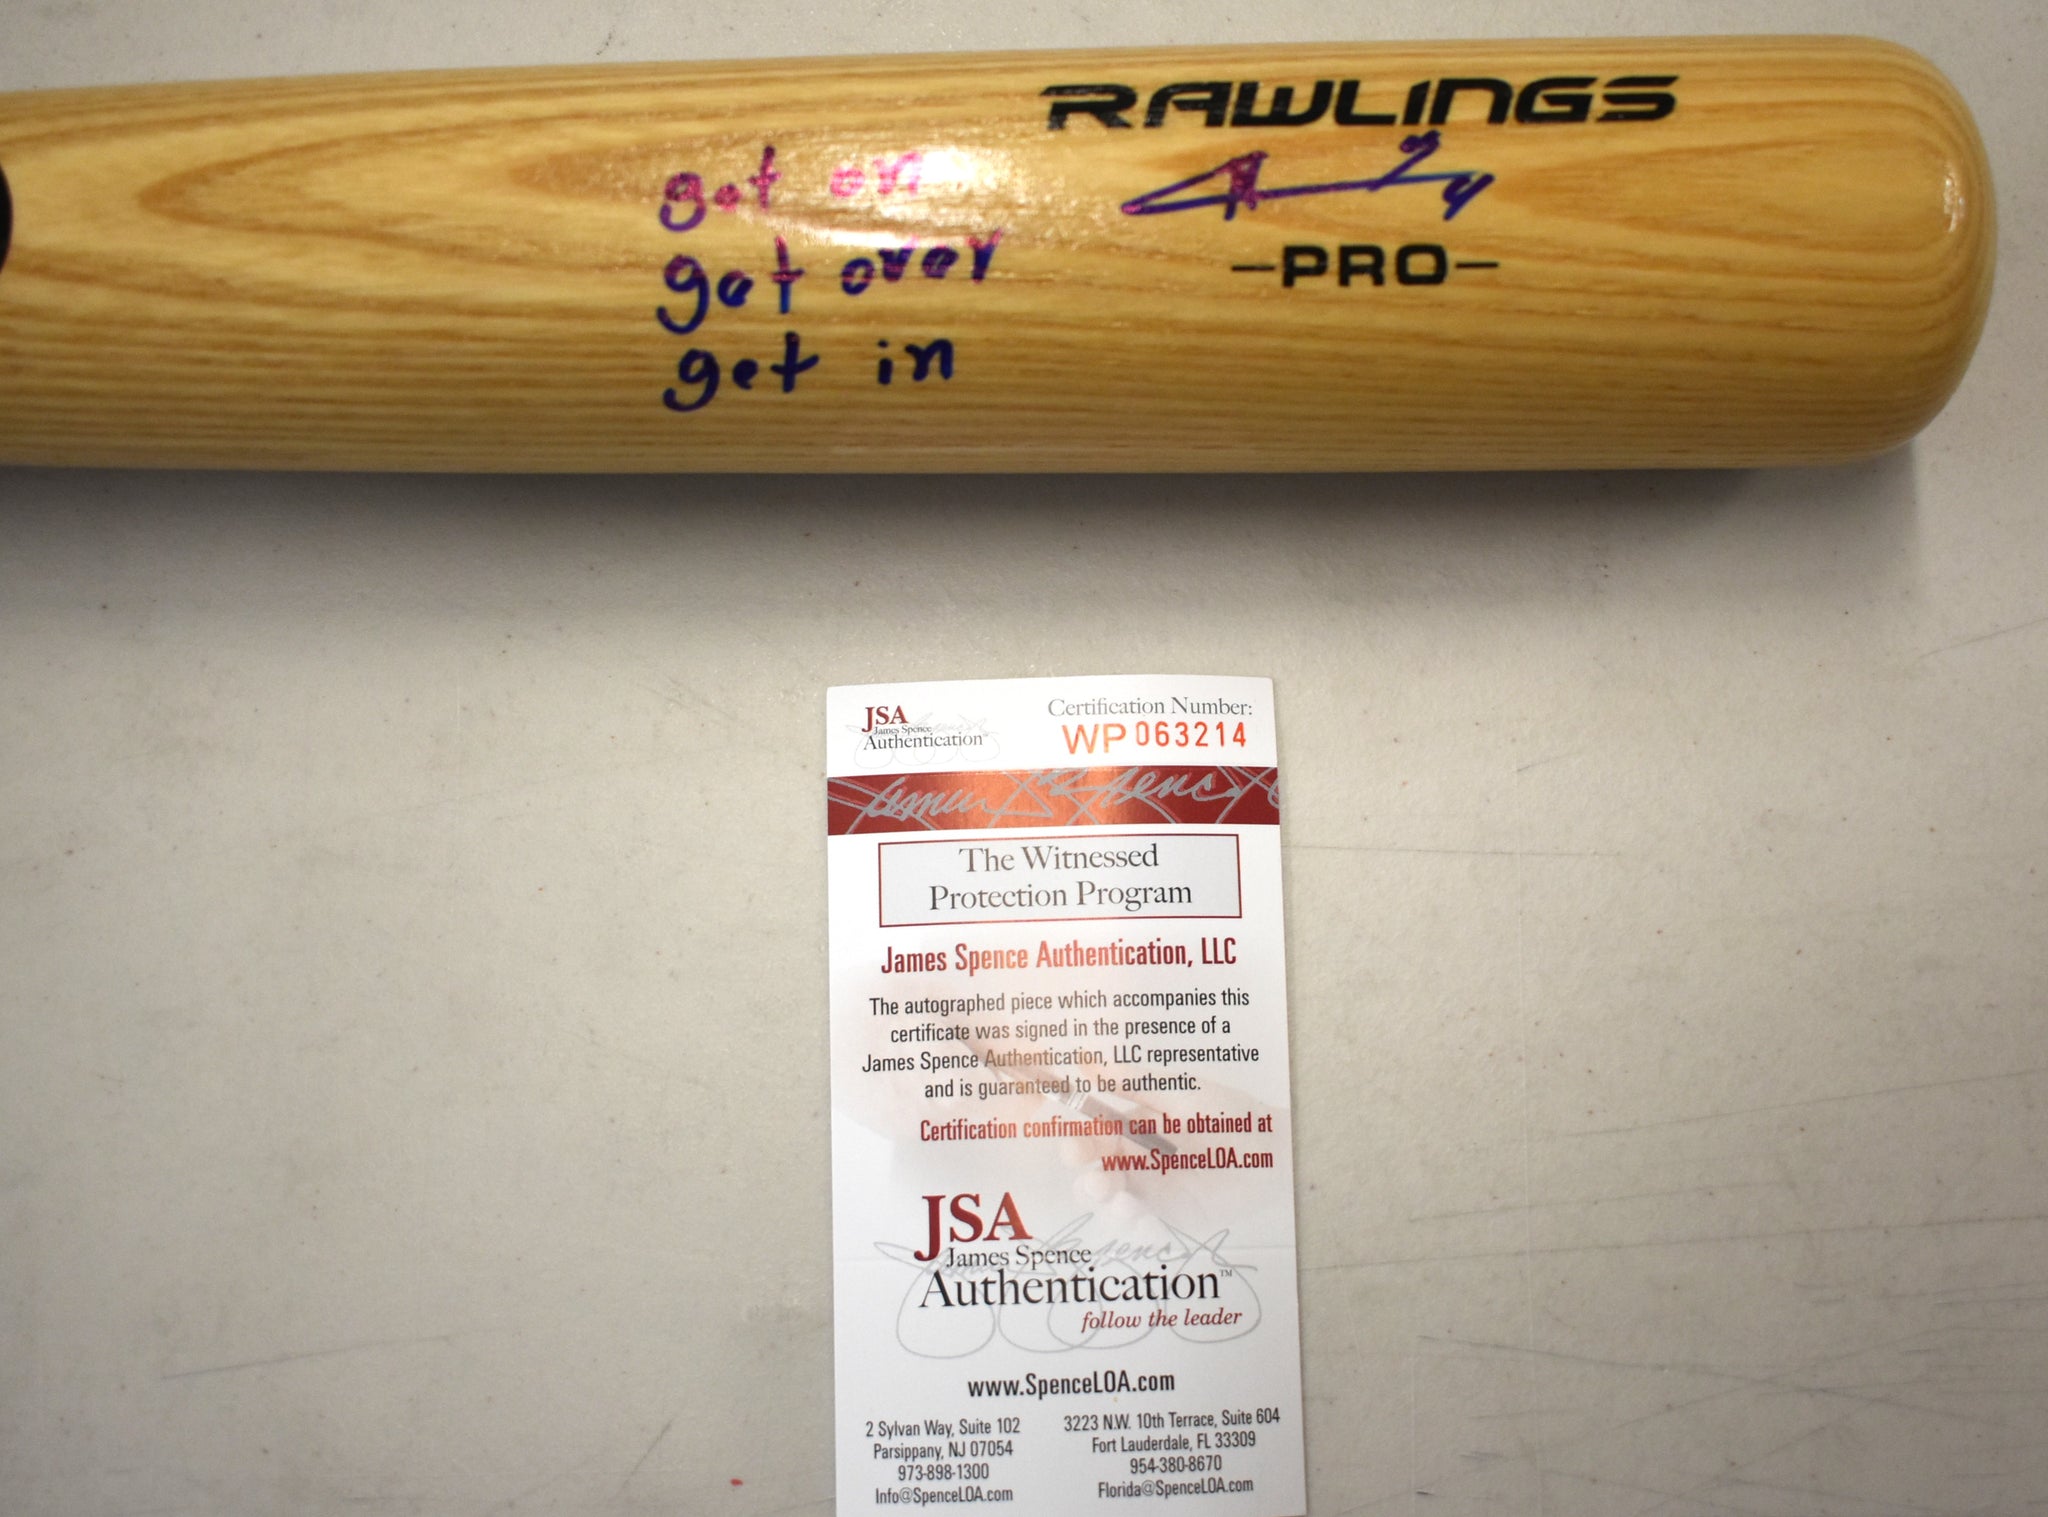 RAWLINGS
-PRO-
get on
get over
get in
JSA
James Spence
Authentication™
Certification Number:
WP 063214
The Witnessed
Protection Program
James Spence Authentication, LLC
The autographed piece which accompanies this
certificate was signed in the presence of a
James Spence Authentication, LLC representative
and is guaranteed to be authentic.
Certification confirmation can be obtained at
www.SpenceLOA.com
JSA
James Spence
Authentication™
follow the leader
www.SpenceLOA.com
2 Sylvan Way, Suite 102
Parsippany, NJ 07054
973-898-1300
Info@SpenceLOA.com
3223 N.W. 10th Terrace, Suite 604
Fort Lauderdale, FL 33309
954-380-8670
Florida@SpenceLOA.com